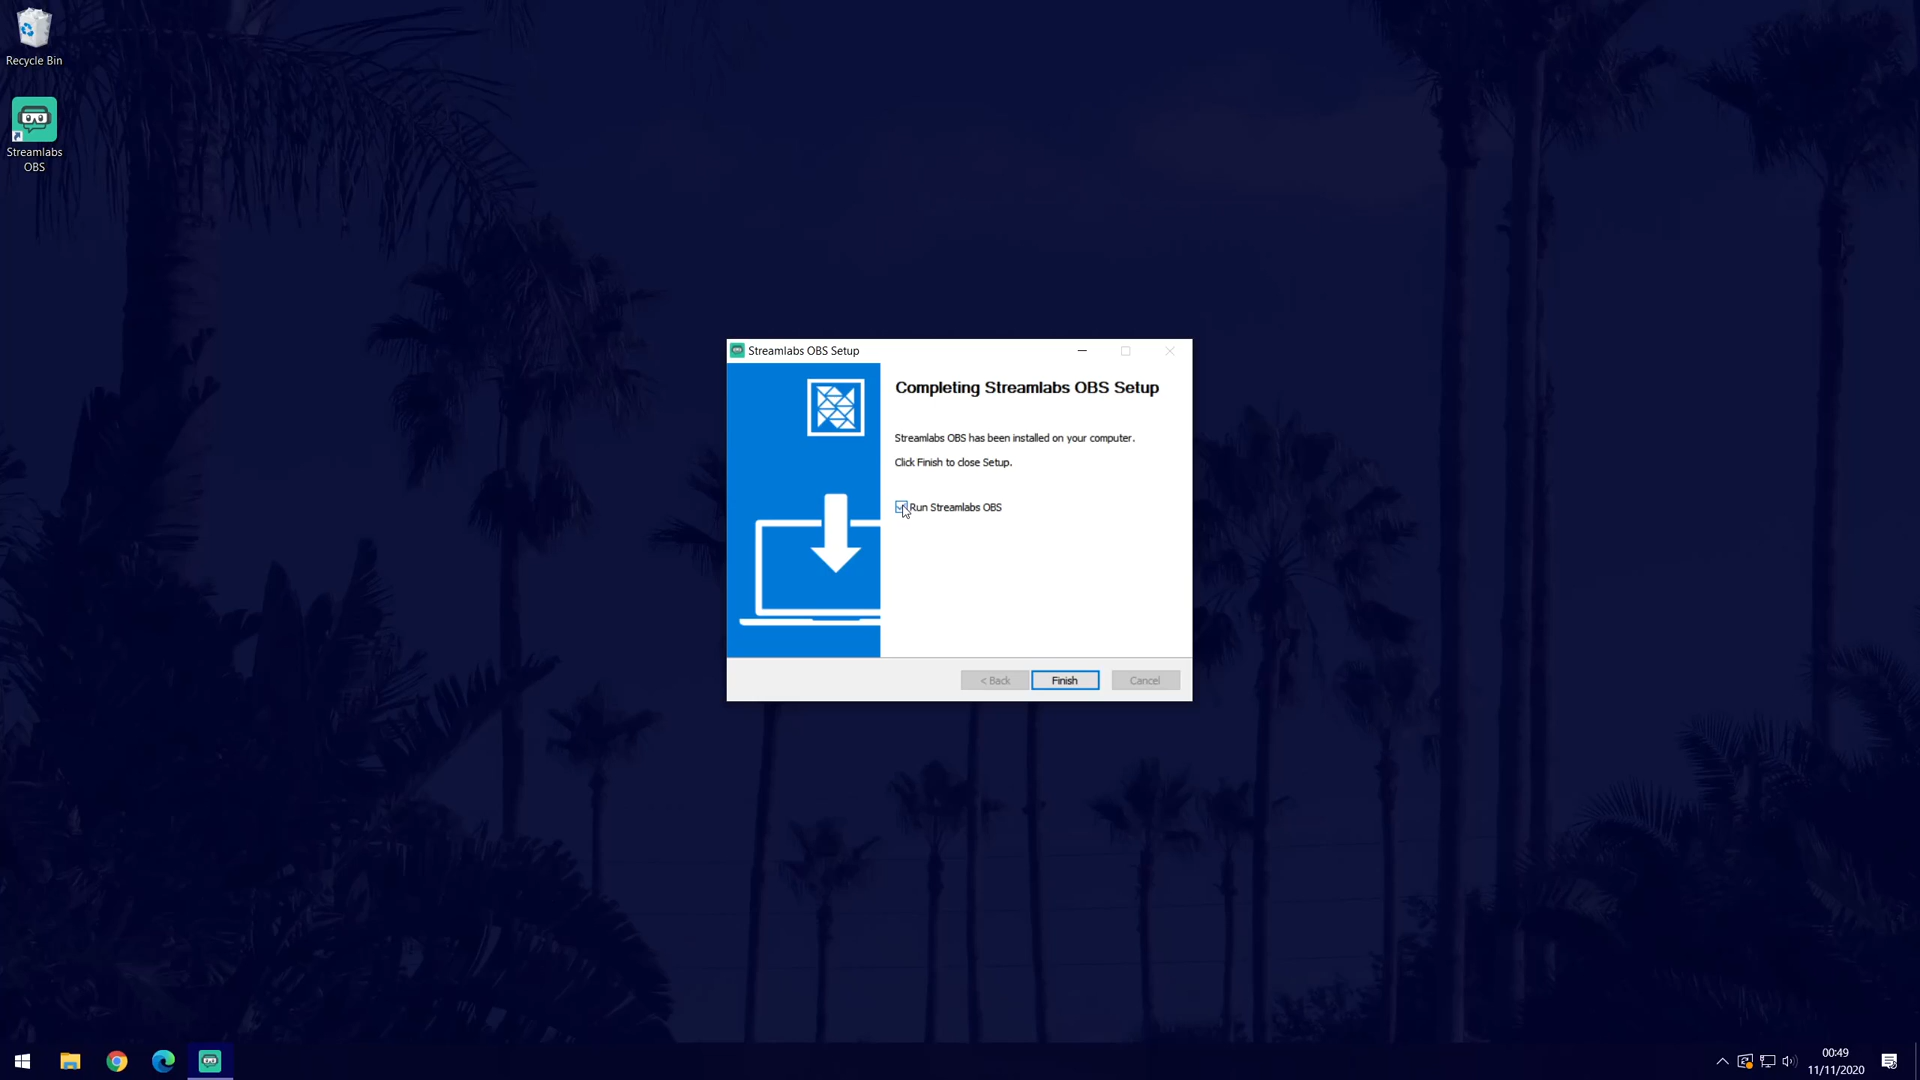 Recycle Bin
Streamlabs
OBS
Streamlabs OBS Setup
Completing Streamlabs OBS Setup
Streamlabs OBS has been installed on your computer.
Click Finish to close Setup.
Run Streamlabs OBS
< Back
Finish
Cancel
00:49
11/11/2020